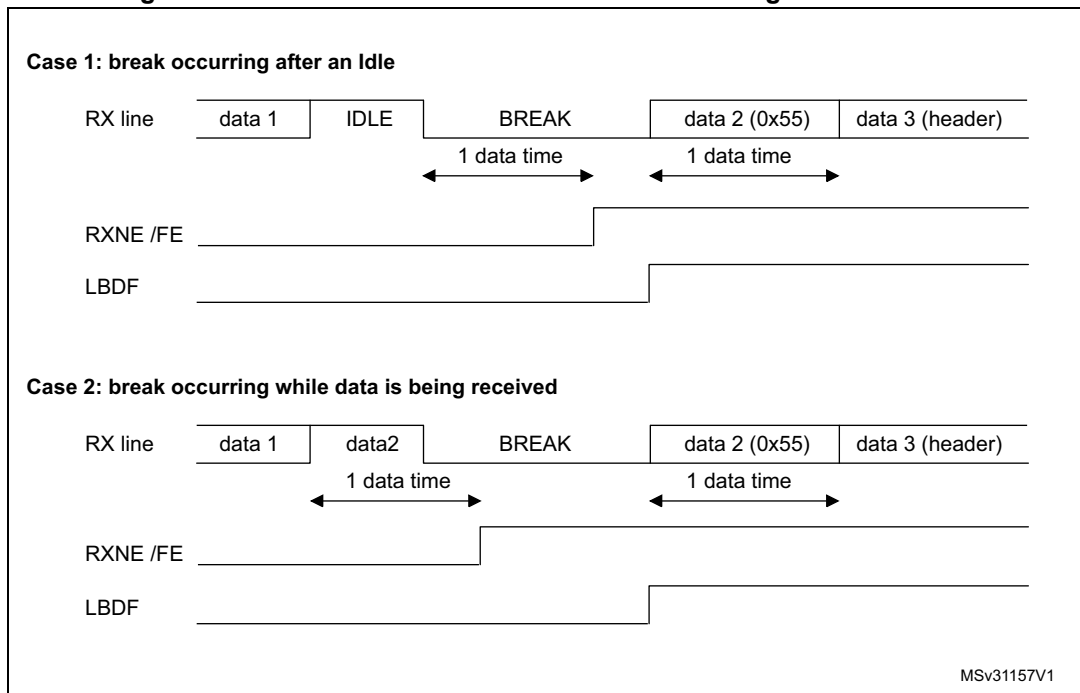 Case 1: break occurring after an Idle
RX line data 1 IDLE BREAK data 2 (0x55) data 3 (header)
1 data time 1 data time
RXNE /FE
LBDF
Case 2: break occurring while data is being received
RX line data 1 data2 BREAK data 2 (0x55) data 3 (header)
1 data time 1 data time
RXNE /FE
LBDF
MSv31157V1